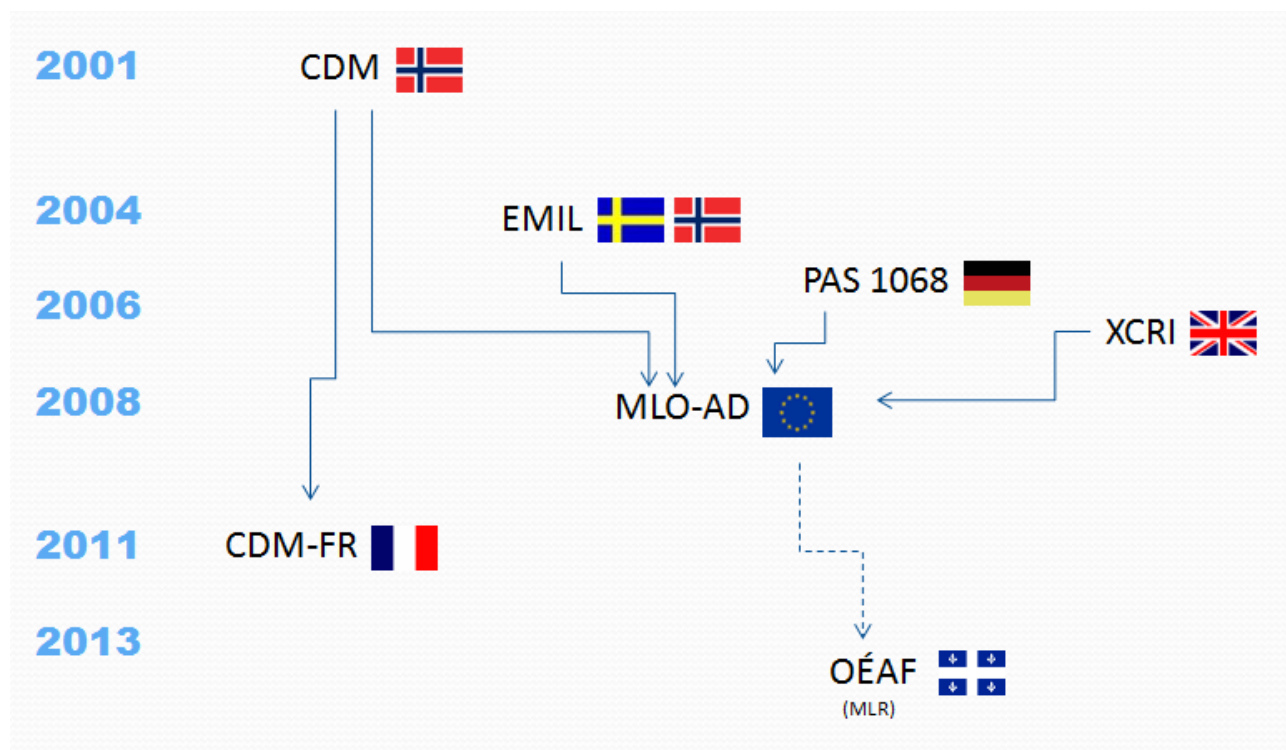 2001
CDM
2004
EMIL
PAS 1068
2006
XCRI
2008
MLO-AD
2011
CDM-FR
2013
OÉAF
(MLR)